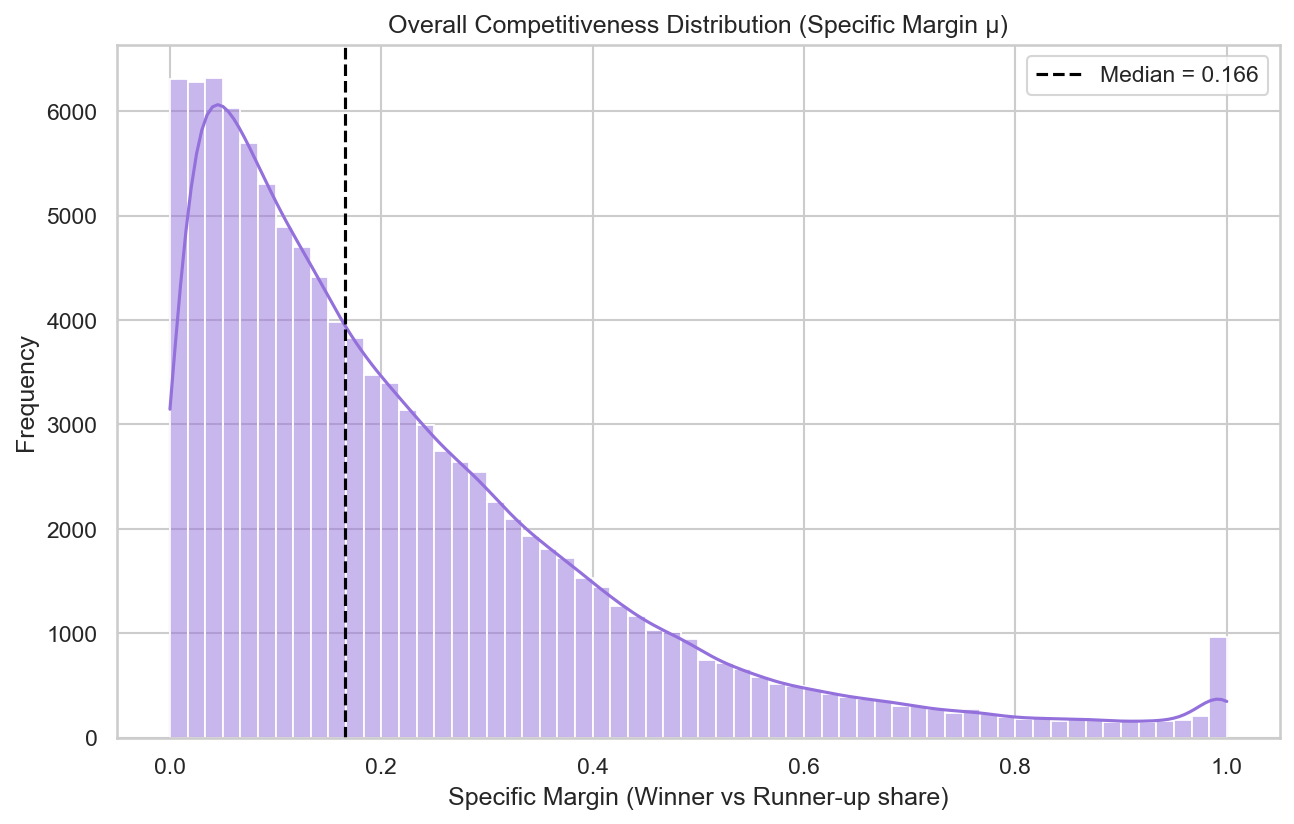 Overall Competitiveness Distribution (Specific Margin μ)
Median = 0.166
Frequency
6000
5000
4000
3000
2000
1000
0
0.0 0.2 0.4 0.6 0.8 1.0
Specific Margin (Winner vs Runner-up share)